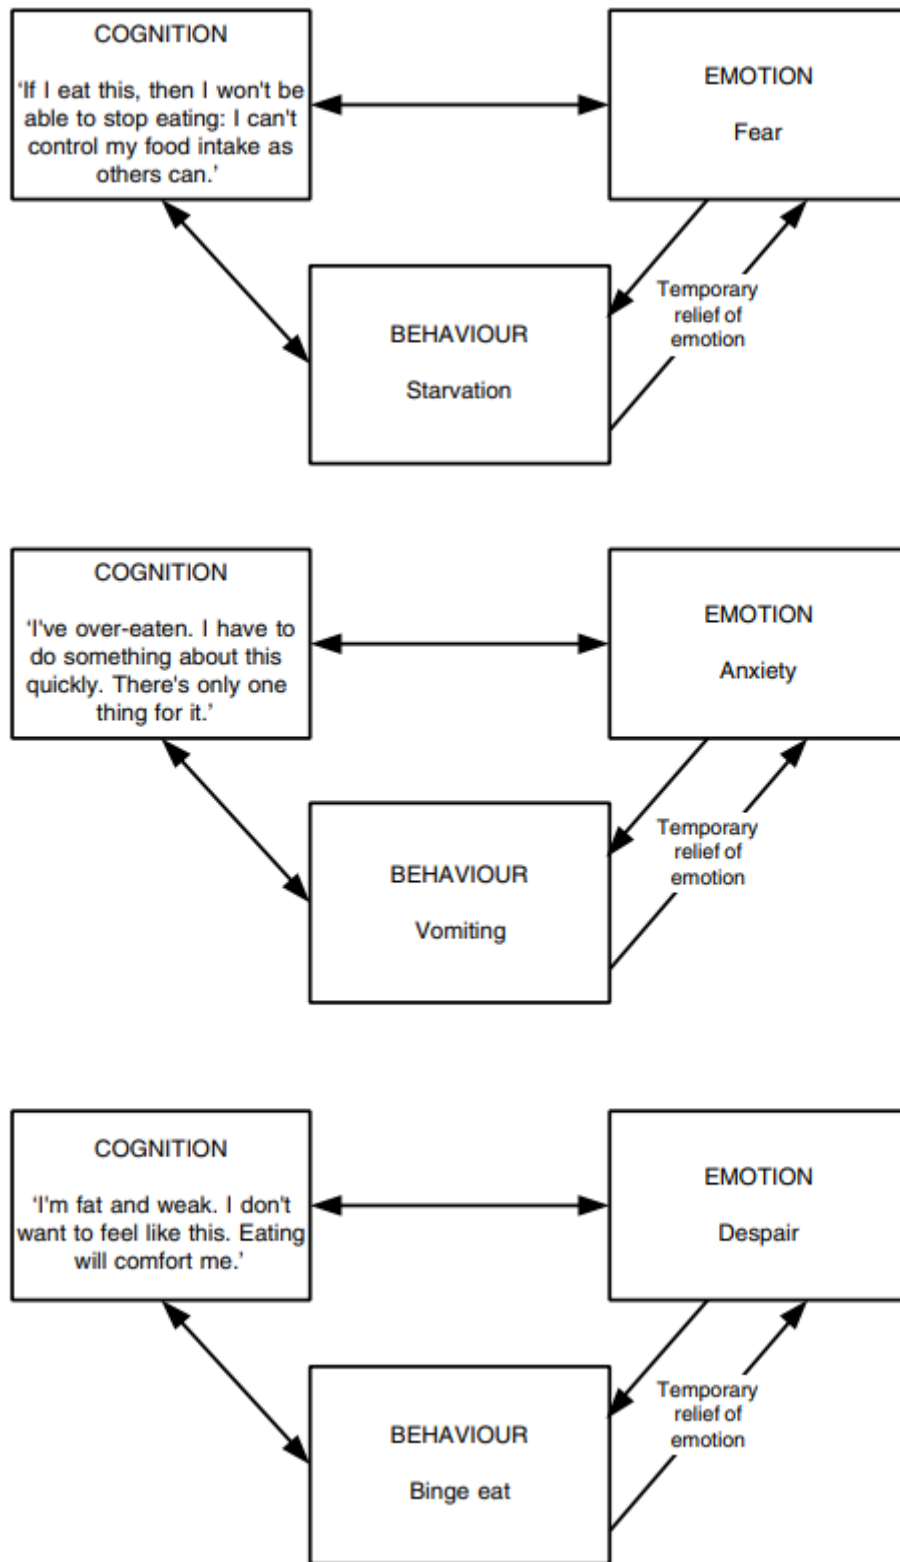 COGNITION
‘If I eat this, then I won't be
able to stop eating: I can't
control my food intake as
others can.’
EMOTION
Fear
BEHAVIOUR
Starvation
Temporary
relief of
emotion
COGNITION
‘I've over-eaten. I have to
do something about this
quickly. There's only one
thing for it.’
EMOTION
Anxiety
BEHAVIOUR
Vomiting
Temporary
relief of
emotion
COGNITION
‘I'm fat and weak. I don't
want to feel like this. Eating
will comfort me.’
EMOTION
Despair
BEHAVIOUR
Binge eat
Temporary
relief of
emotion